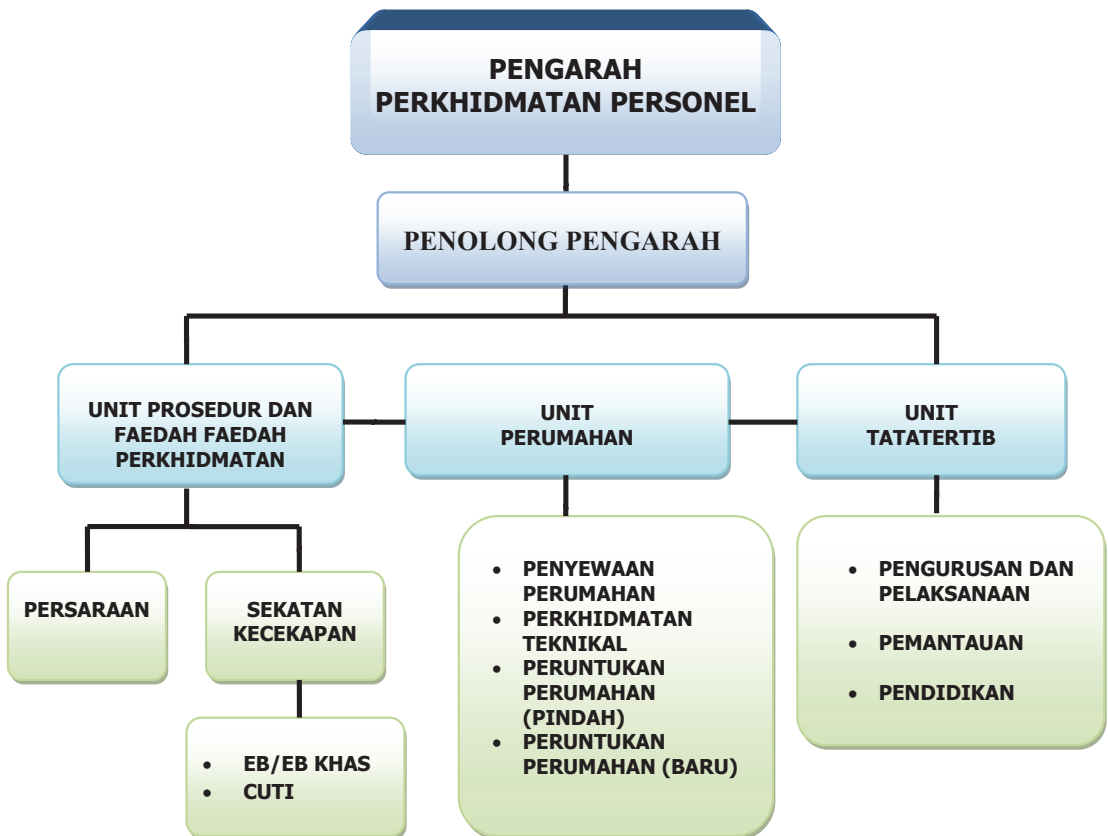 PENGARAH
PERKHIDMATAN PERSONEL
PENOLONG PENGARAH
UNIT PROSEDUR DAN
FAEDAH FAEDAH
PERKHIDMATAN
UNIT
PERUMAHAN
UNIT
TATATERTIB
PERSARAAN
SEKATAN
KECEKAPAN
• EB/EB KHAS
• CUTI
• PENYEWAAN
PERUMAHAN
• PERKHIDMATAN
TEKNIKAL
• PERUNTUKAN
PERUMAHAN
(PINDAH)
• PERUNTUKAN
PERUMAHAN (BARU)
• PENGURUSAN DAN
PELAKSANAAN
• PEMANTAUAN
• PENDIDIKAN